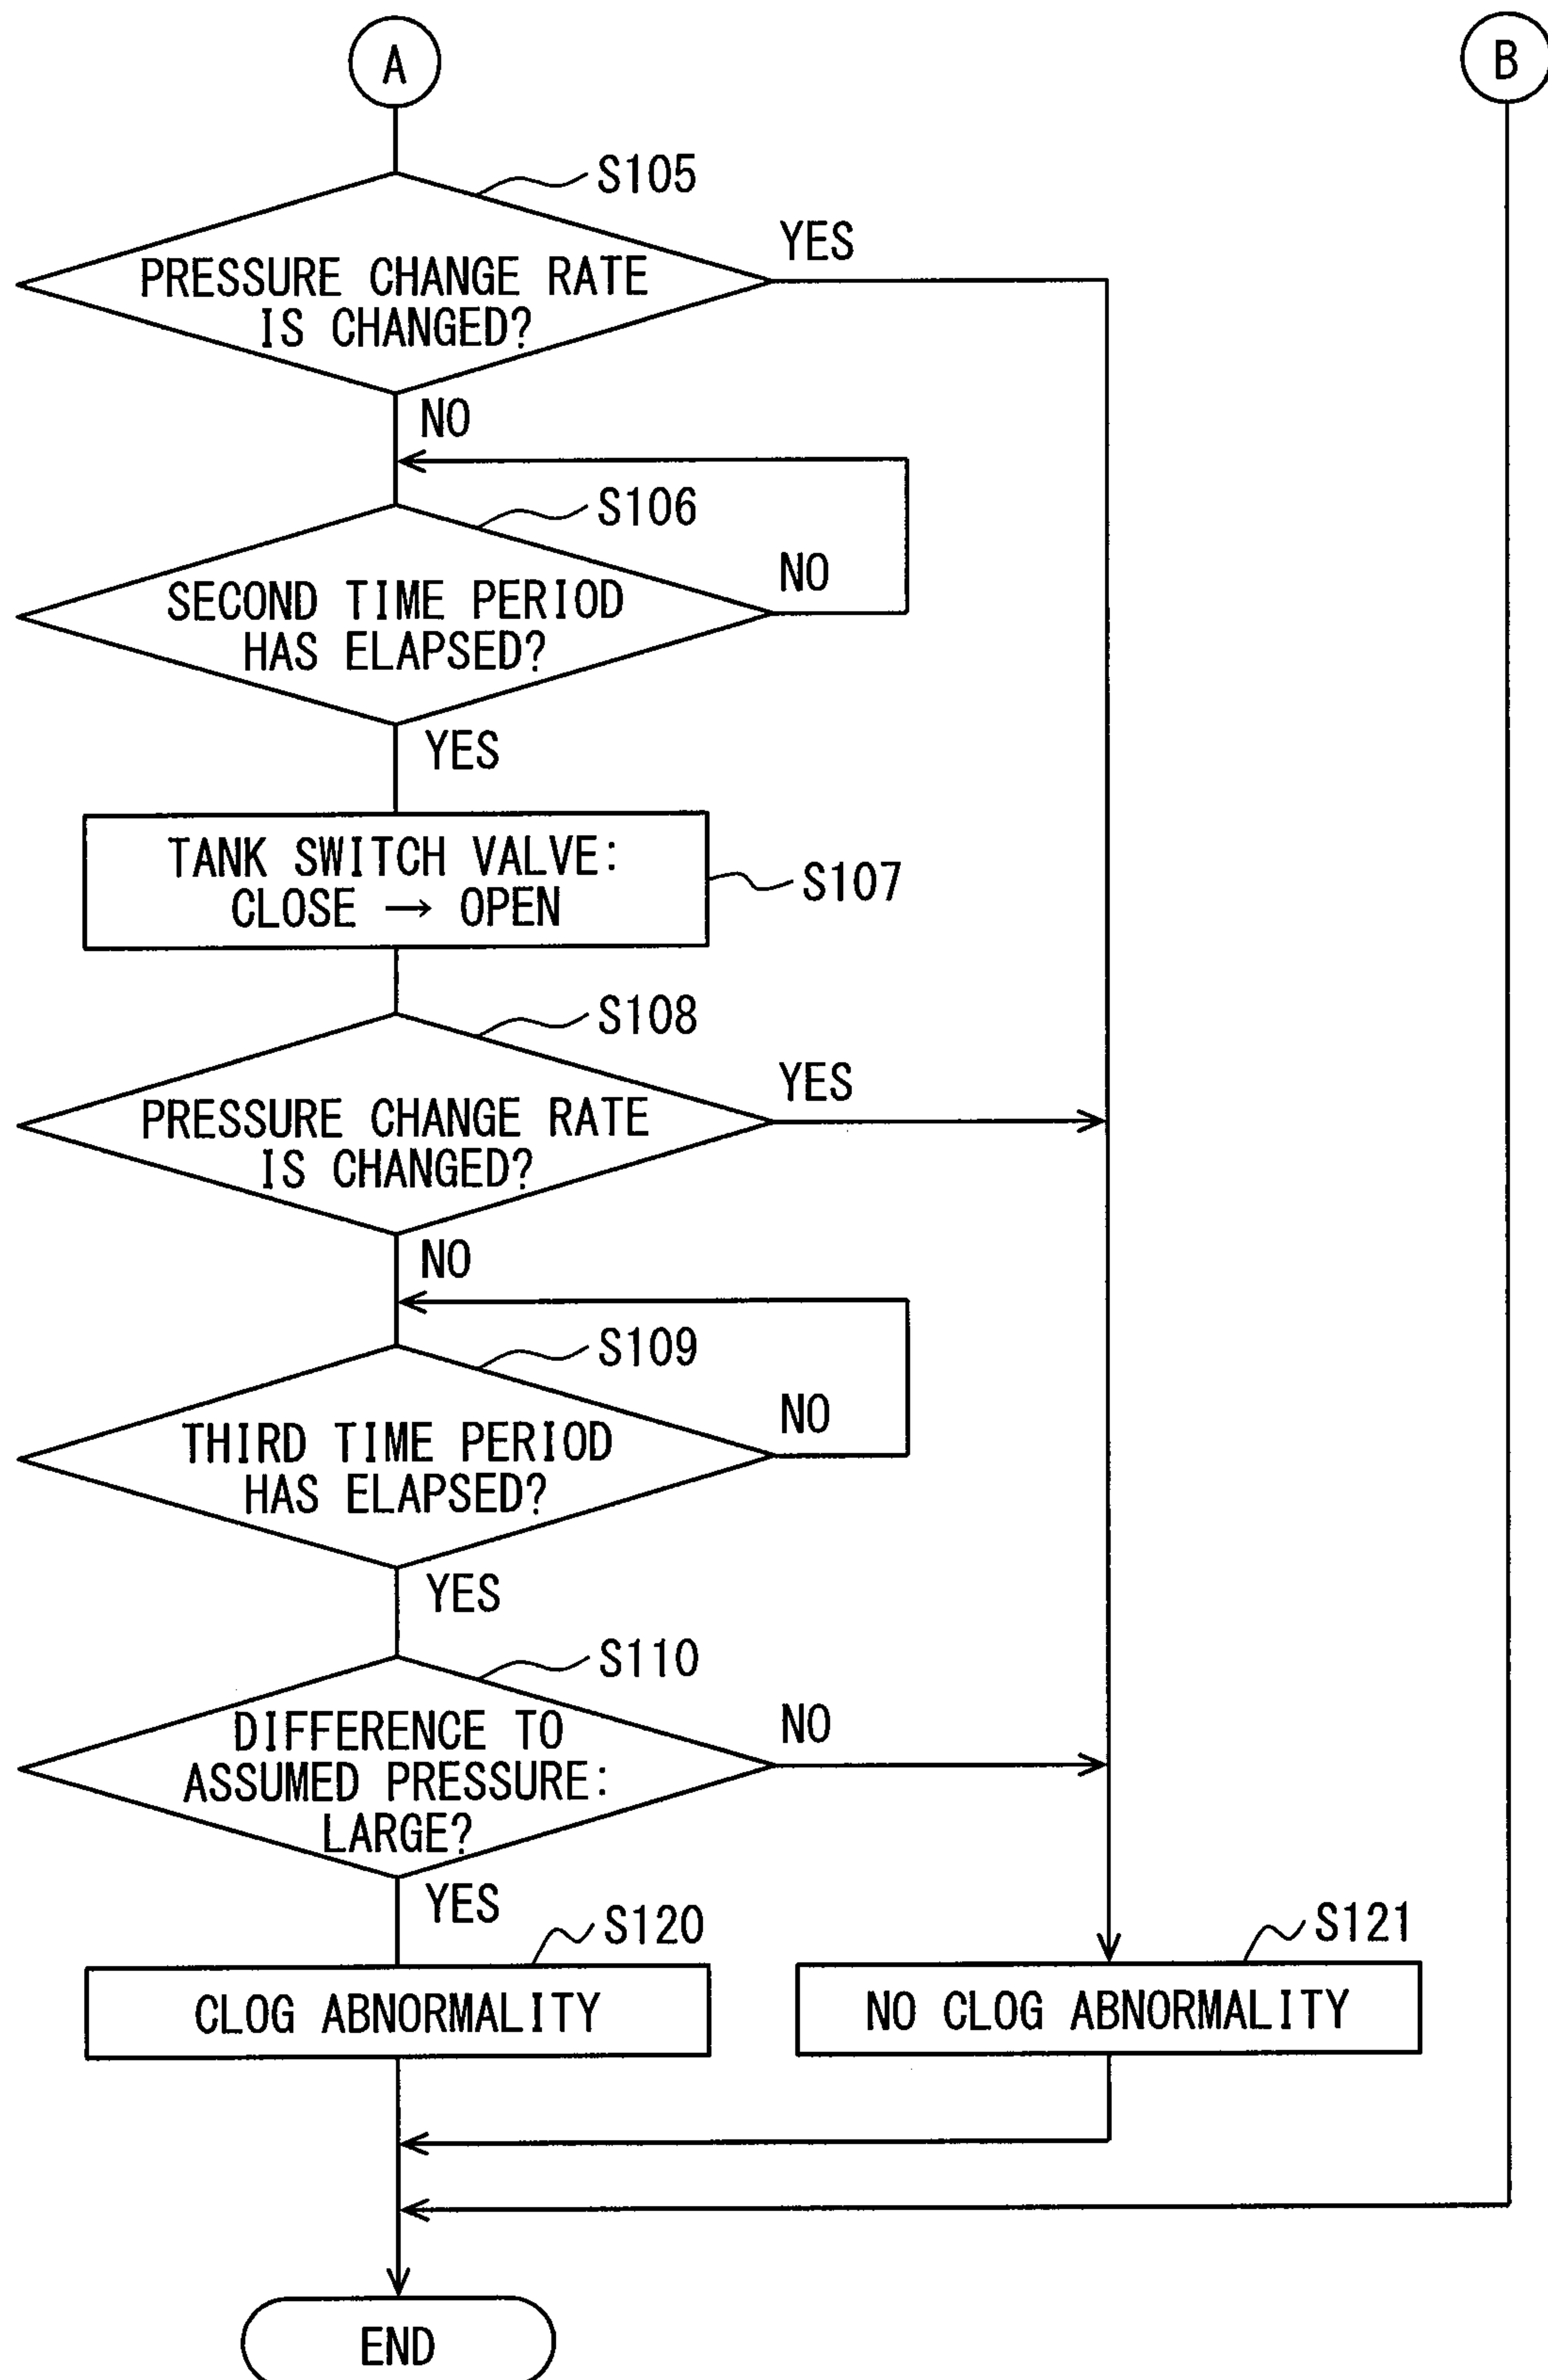 A
B
S105
YES
PRESSURE CHANGE RATE
IS CHANGED?
NO
S106
NO
SECOND TIME PERIOD
HAS ELAPSED?
YES
TANK SWITCH VALVE:
CLOSE → OPEN
S107
S108
YES
PRESSURE CHANGE RATE
IS CHANGED?
NO
S109
NO
THIRD TIME PERIOD
HAS ELAPSED?
YES
S110
NO
DIFFERENCE TO
ASSUMED PRESSURE:
LARGE?
YES
S120
S121
CLOG ABNORMALITY
NO CLOG ABNORMALITY
END